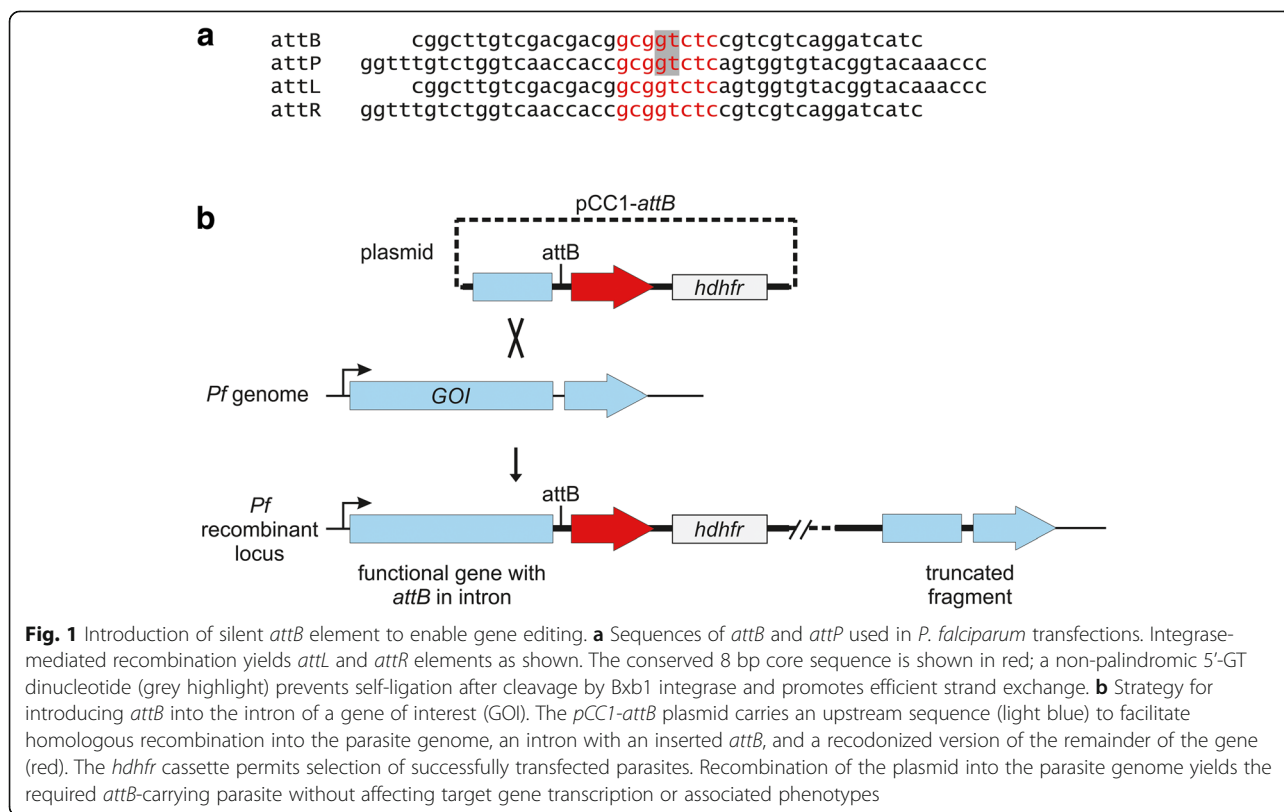 a
attB cggcttgtcgacgacggcggtctccgtcgtcaggatcatc
attP ggtttgtctggtcaaccaccgcggtctcagtggtgtacggtacaaaccc
attL cggcttgtcgacgacggcggtctcagtggtgtacggtacaaaccc
attR ggtttgtctggtcaaccaccgcggtctccgtcgtcaggatcatc
b
pCC1-attB
plasmid
attB
hdhfr
Pf genome
GOI
Pf
recombinant
locus
attB
hdhfr
functional gene with
attB in intron
truncated
fragment
Fig. 1 Introduction of silent attB element to enable gene editing. a Sequences of attB and attP used in P. falciparum transfections. Integrase-
mediated recombination yields attL and attR elements as shown. The conserved 8 bp core sequence is shown in red; a non-palindromic 5′-GT
dinucleotide (grey highlight) prevents self-ligation after cleavage by Bxb1 integrase and promotes efficient strand exchange. b Strategy for
introducing attB into the intron of a gene of interest (GOI). The pCC1-attB plasmid carries an upstream sequence (light blue) to facilitate
homologous recombination into the parasite genome, an intron with an inserted attB, and a recodonized version of the remainder of the gene
(red). The hdhfr cassette permits selection of successfully transfected parasites. Recombination of the plasmid into the parasite genome yields the
required attB-carrying parasite without affecting target gene transcription or associated phenotypes